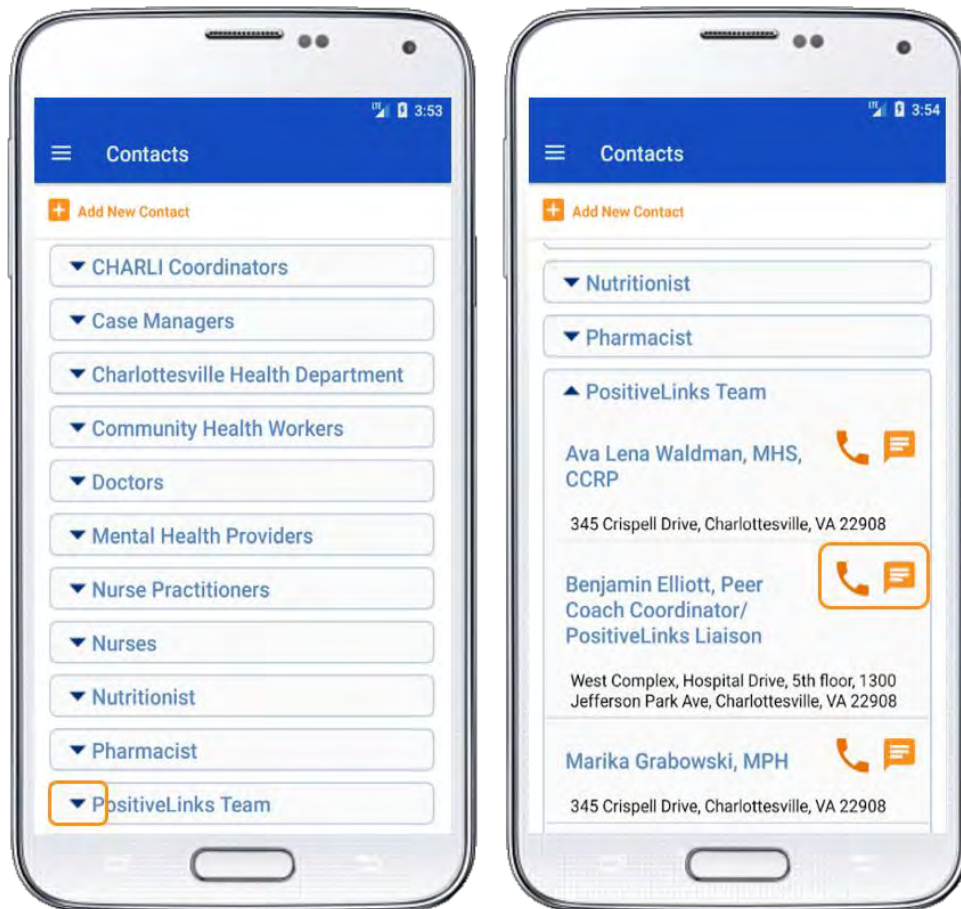 LTE 3:53
Contacts
Add New Contact
CHARLI Coordinators
Case Managers
Charlottesville Health Department
Community Health Workers
Doctors
Mental Health Providers
Nurse Practitioners
Nurses
Nutritionist
Pharmacist
PositiveLinks Team
LTE 3:54
Contacts
Add New Contact
Nutritionist
Pharmacist
PositiveLinks Team
Ava Lena Waldman, MHS,
CCRP
345 Crispell Drive, Charlottesville, VA 22908
Benjamin Elliott, Peer
Coach Coordinator/
PositiveLinks Liaison
West Complex, Hospital Drive, 5th floor, 1300
Jefferson Park Ave, Charlottesville, VA 22908
Marika Grabowski, MPH
345 Crispell Drive, Charlottesville, VA 22908